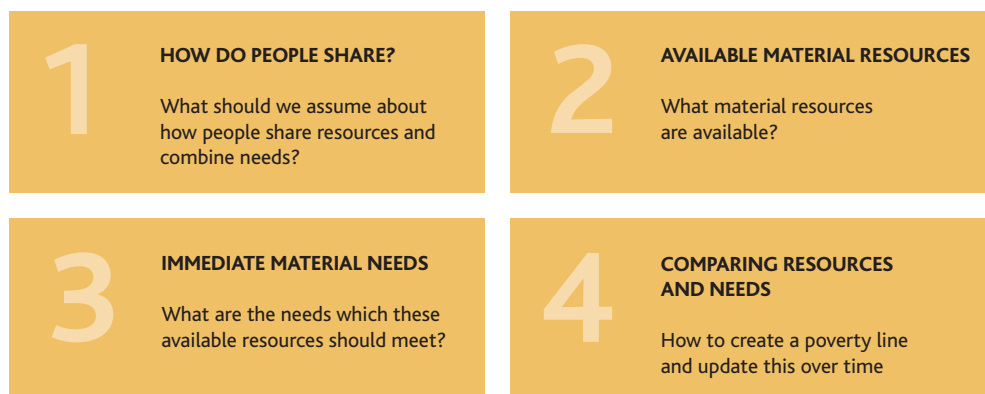 1
HOW DO PEOPLE SHARE?
What should we assume about
how people share resources and
combine needs?
2
AVAILABLE MATERIAL RESOURCES
What material resources
are available?
3
IMMEDIATE MATERIAL NEEDS
What are the needs which these
available resources should meet?
4
COMPARING RESOURCES
AND NEEDS
How to create a poverty line
and update this over time